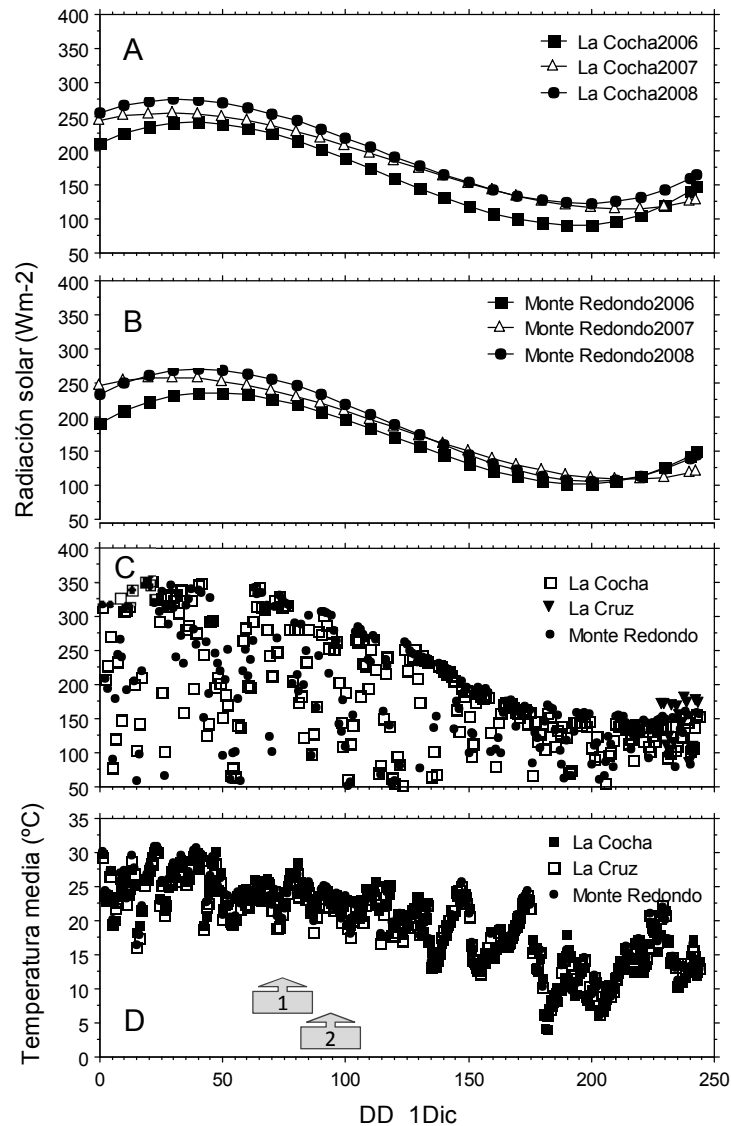 Radiación solar (Wm-2)
400
350
300
250
200
150
100
50
A
La Cocha2006
La Cocha2007
La Cocha2008
400
350
300
250
200
150
100
50
B
Monte Redondo2006
Monte Redondo2007
Monte Redondo2008
400
350
300
250
200
150
100
50
C
La Cocha
La Cruz
Monte Redondo
Temperatura media (ºC)
35
30
25
20
15
10
5
0
D
La Cocha
La Cruz
Monte Redondo
1
2
0 50 100 150 200 250
DD_1Dic